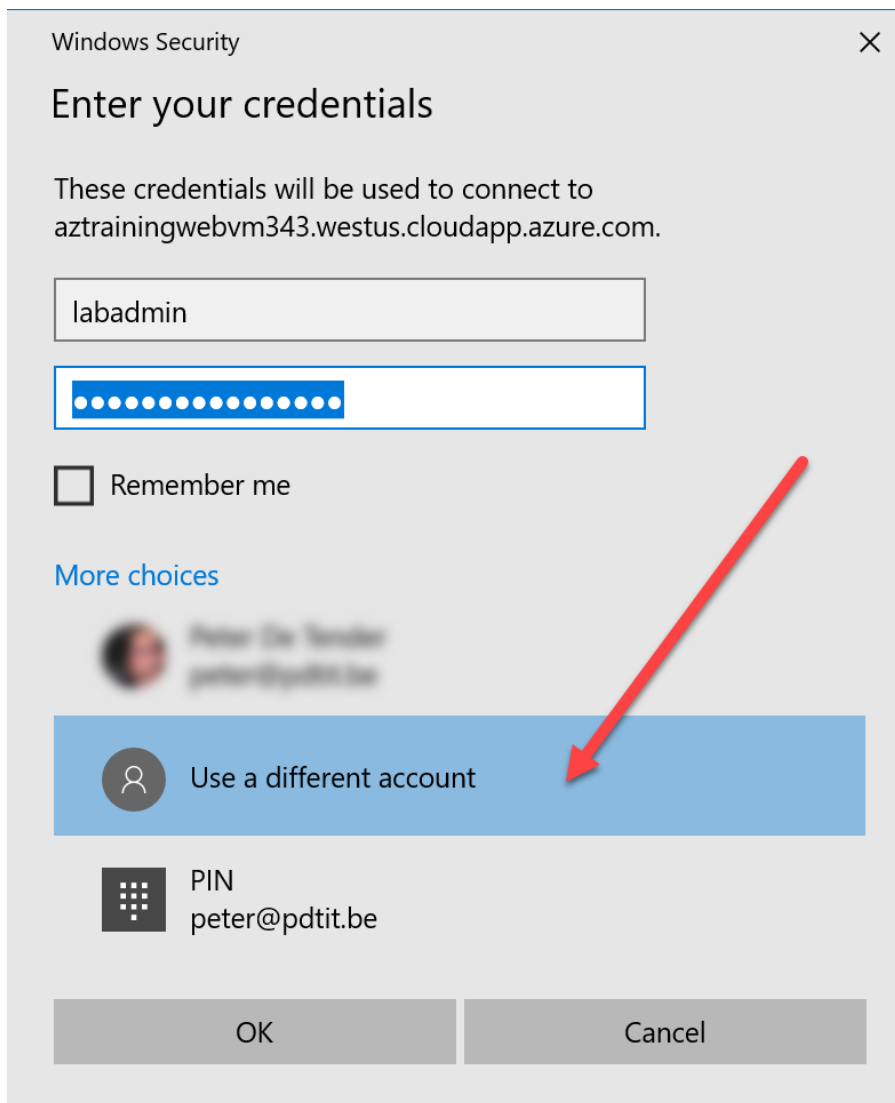 Windows Security
Enter your credentials
These credentials will be used to connect to
aztrainingwebvm343.westus.cloudapp.azure.com.
labadmin
●●●●●●●●●●●●●●●●
Remember me
More choices
Use a different account
PIN
peter@pdtit.be
OK
Cancel